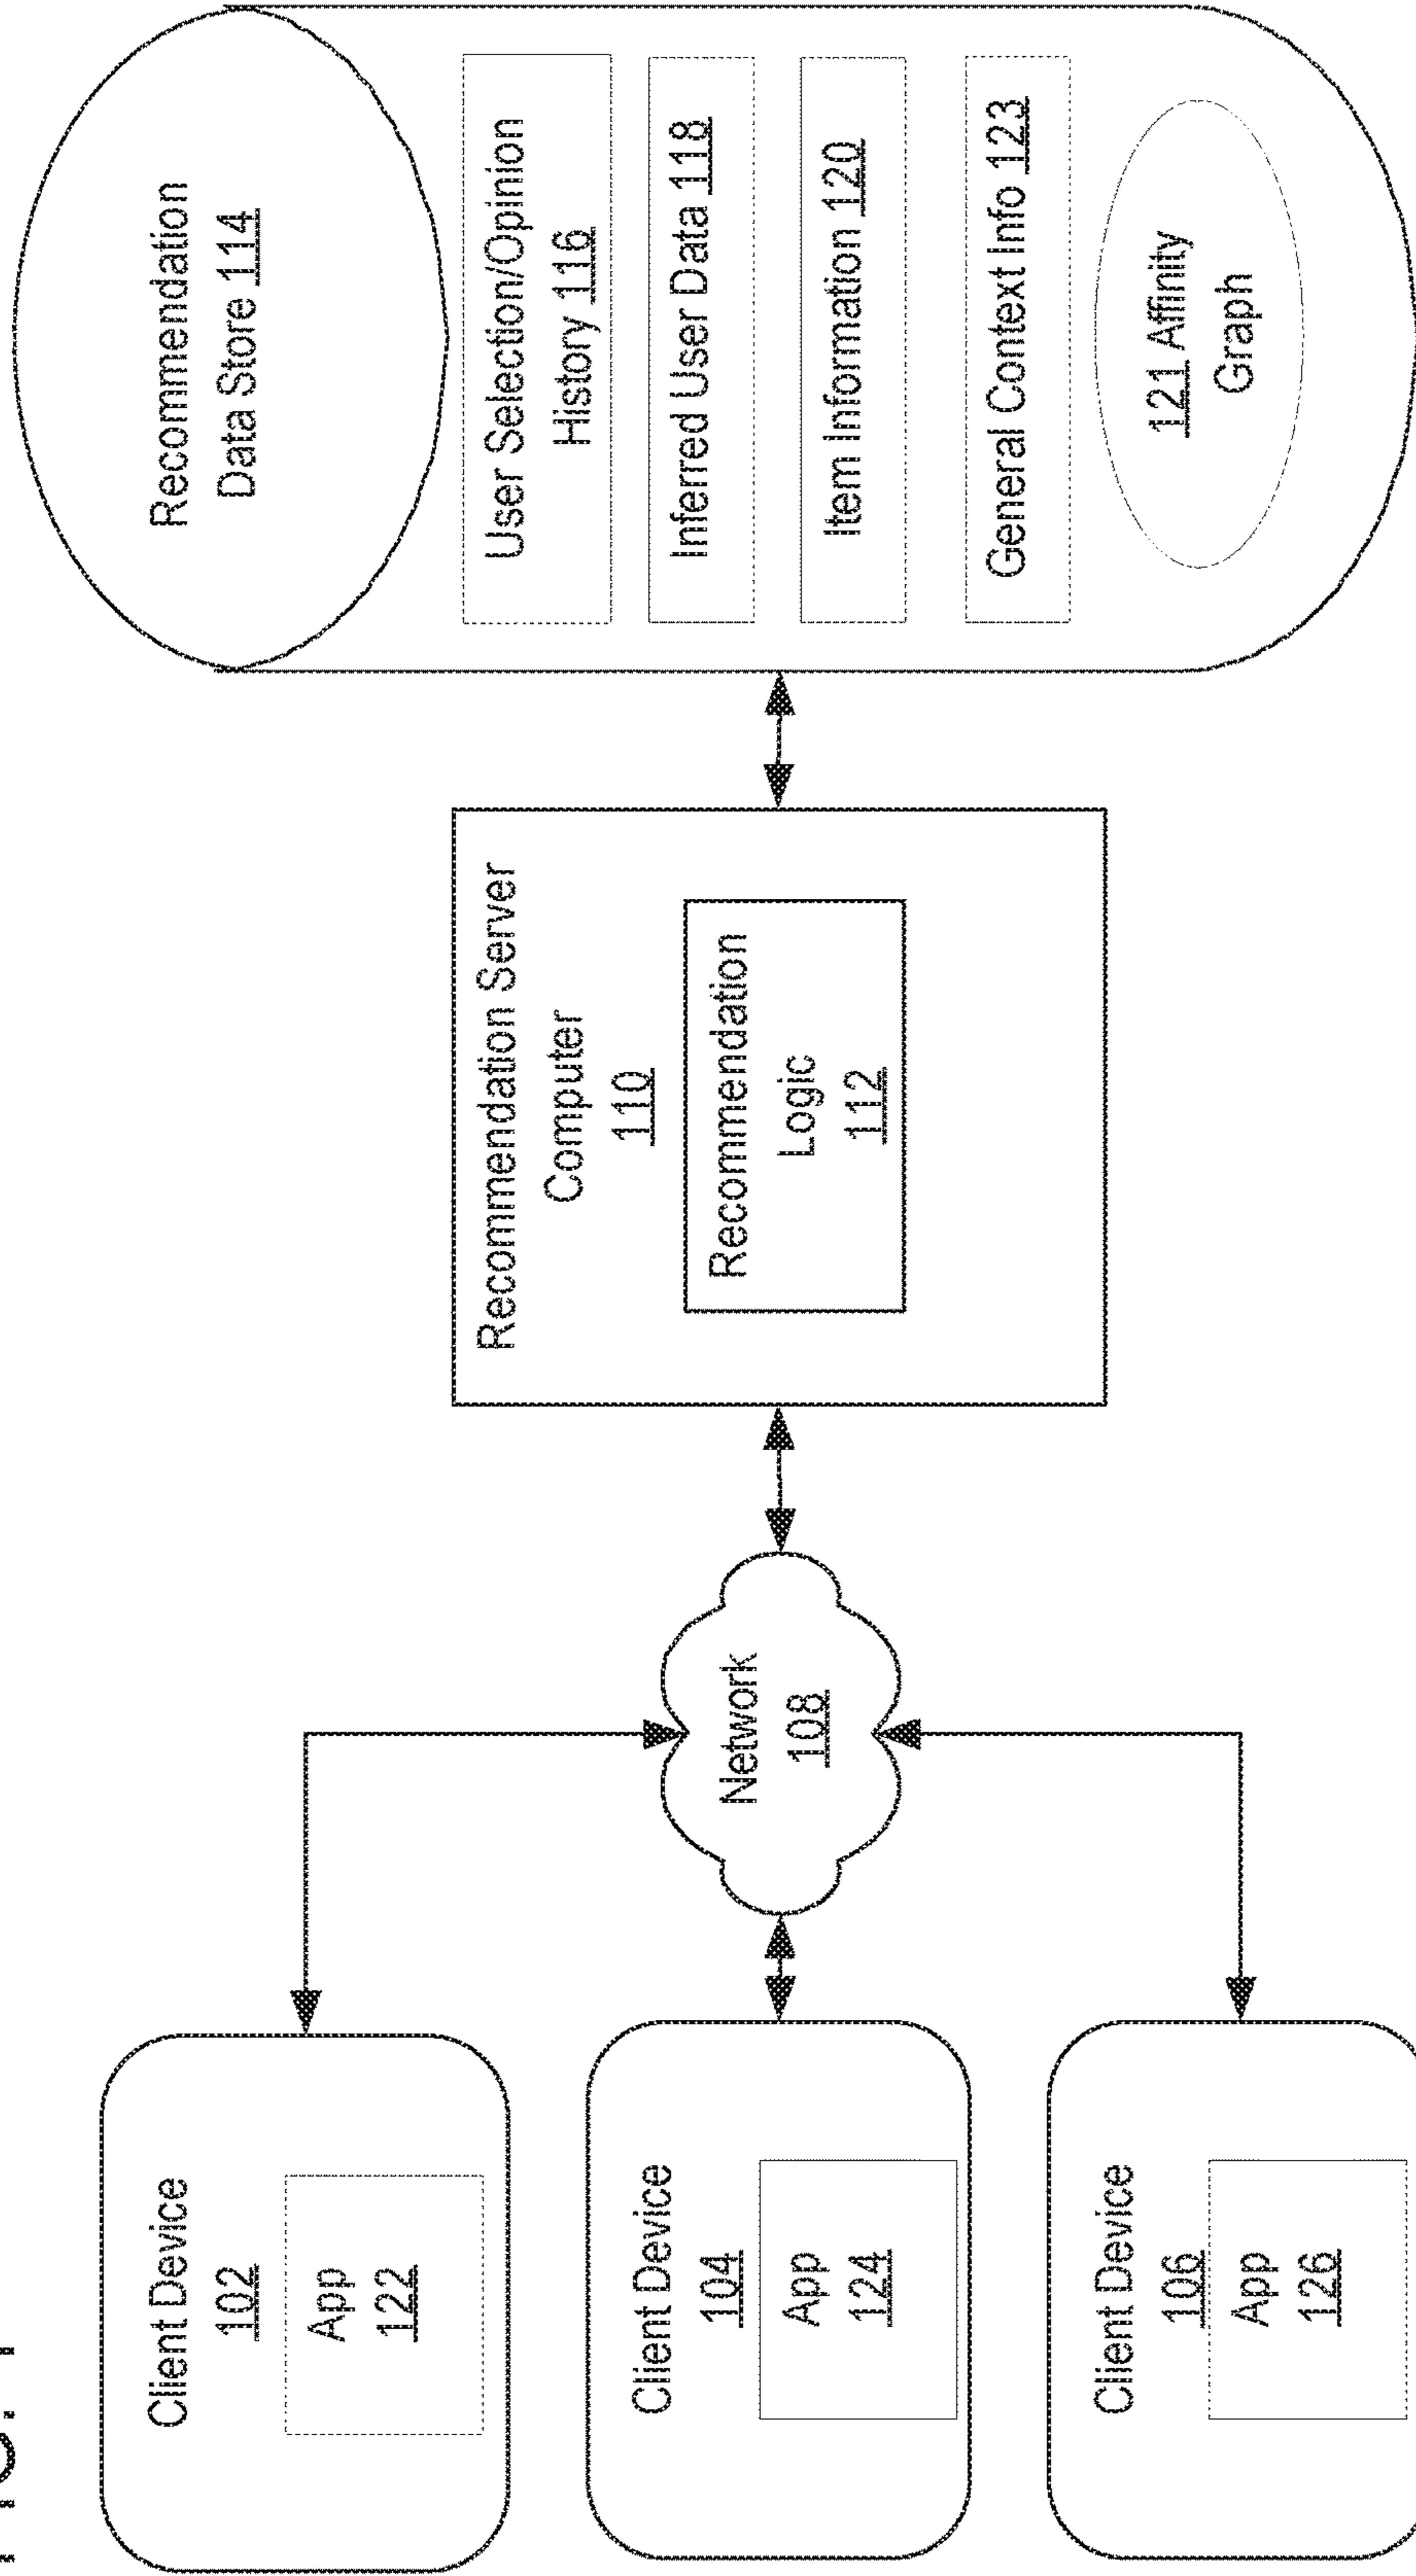 Client Device
102
App
122
Client Device
104
App
124
Client Device
106
App
126
Network
108
Recommendation Server
Computer
110
Recommendation
Logic
112
Recommendation
Data Store 114
User Selection/Opinion
History 116
Inferred User Data 118
Item Information 120
General Context Info 123
121 Affinity
Graph